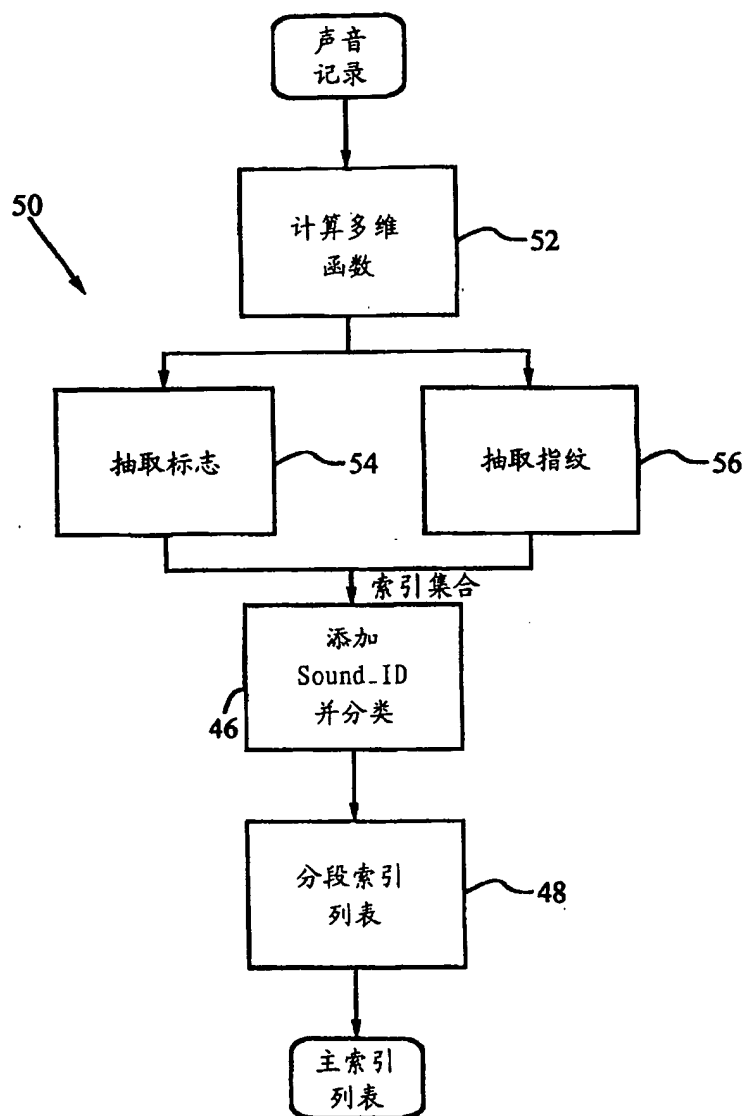 声音
记录
50
计算多维
函数
52
抽取标志
54
抽取指纹
56
索引集合
添加
Sound_ID
并分类
46
分段索引
列表
48
主索引
列表